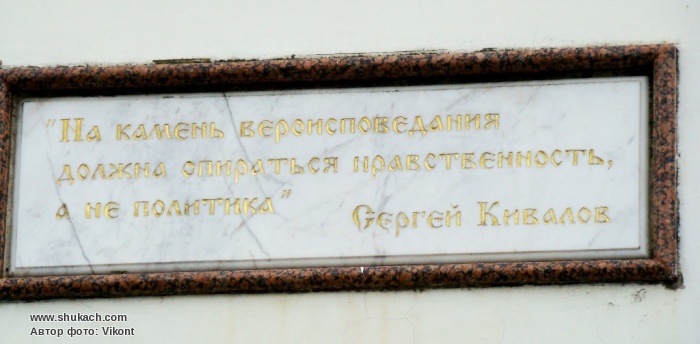 "На камень вероисповедания
должна опираться нравственность,
а не политика"
Сергей Кивалов
www.shukach.com
Автор фото: Vikont